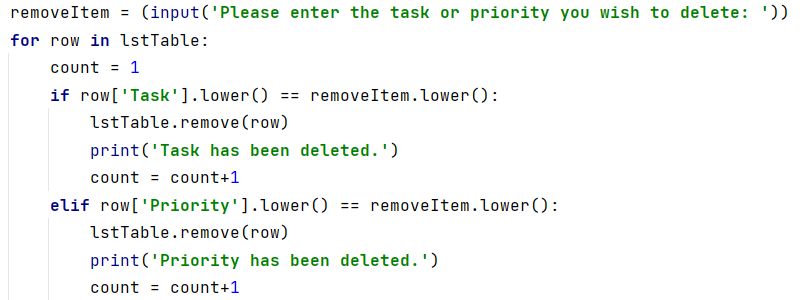 removeItem = (input('Please enter the task or priority you wish to delete: '))
for row in lstTable:
    count = 1
    if row['Task'].lower() == removeItem.lower():
        lstTable.remove(row)
        print('Task has been deleted.')
        count = count+1
    elif row['Priority'].lower() == removeItem.lower():
        lstTable.remove(row)
        print('Priority has been deleted.')
        count = count+1